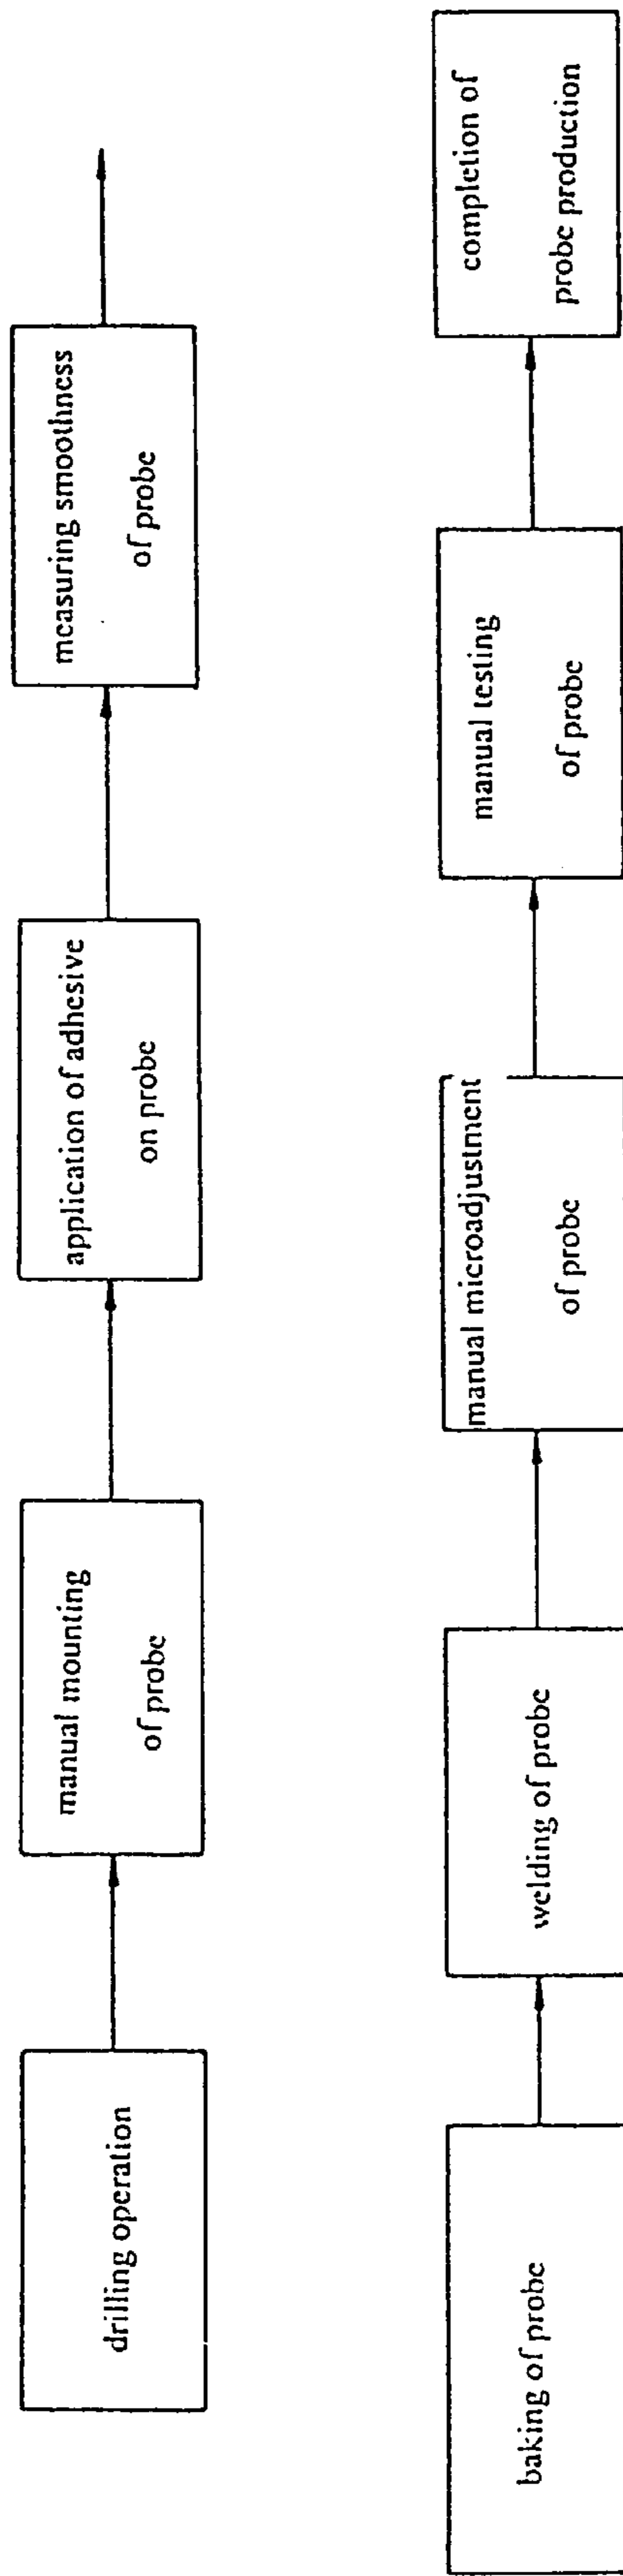 drilling operation
manual mounting
of probe
application of adhesive
on probe
measuring smoothness
of probe
baking of probe
welding of probe
manual microadjustment
of probe
manual testing
of probe
completion of
probe production